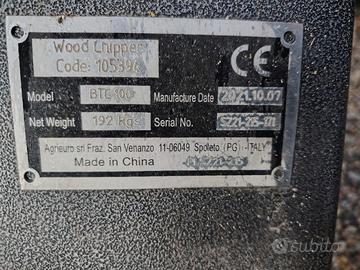 Wood Chipper
Code: 105394
CE
Model BTC100 Manufacture Date 2021.10.07
Net Weight 192 Kgs Serial No.
Agrieuro srl Fraz. San Venanzo 11-06049 Spoleto (PG) - ITALY
Made in China
subito